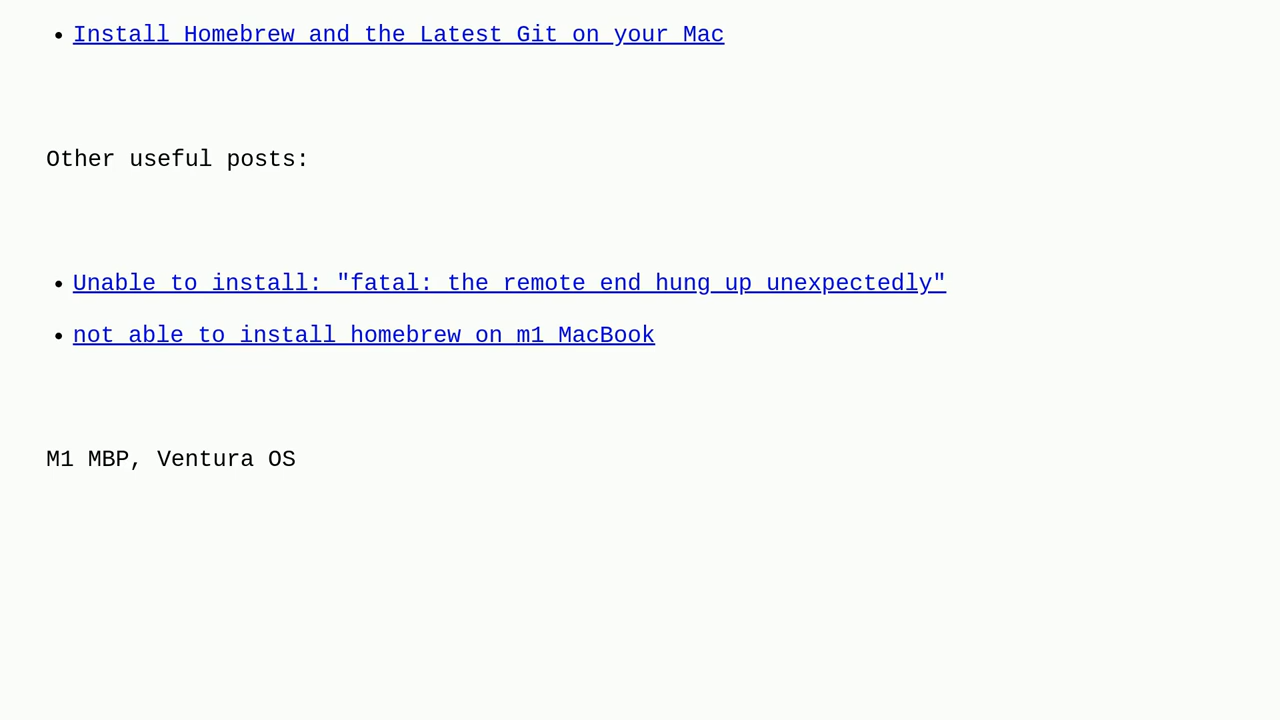 • Install Homebrew and the Latest Git on your Mac
Other useful posts:
• Unable to install: "fatal: the remote end hung up unexpectedly"
• not able to install homebrew on m1 MacBook
M1 MBP, Ventura OS